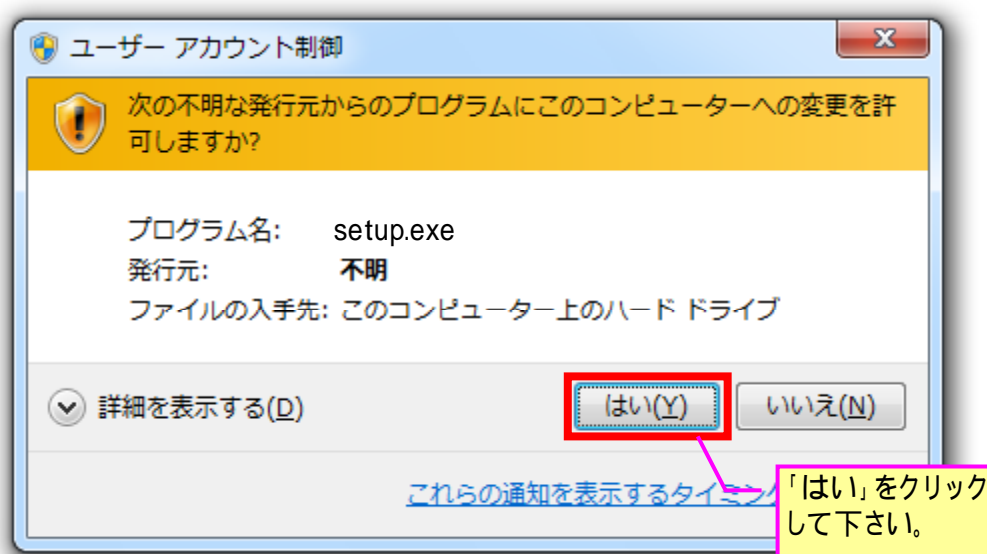 ユーザー アカウント制御
次の不明な発行元からのプログラムにこのコンピューターへの変更を許
可しますか?
プログラム名: setup.exe
発行元: 不明
ファイルの入手先: このコンピューター上のハード ドライブ
詳細を表示する(D)
はい(Y)
いいえ(N)
これらの通知を表示するタイミング
「はい」をクリック
して下さい。